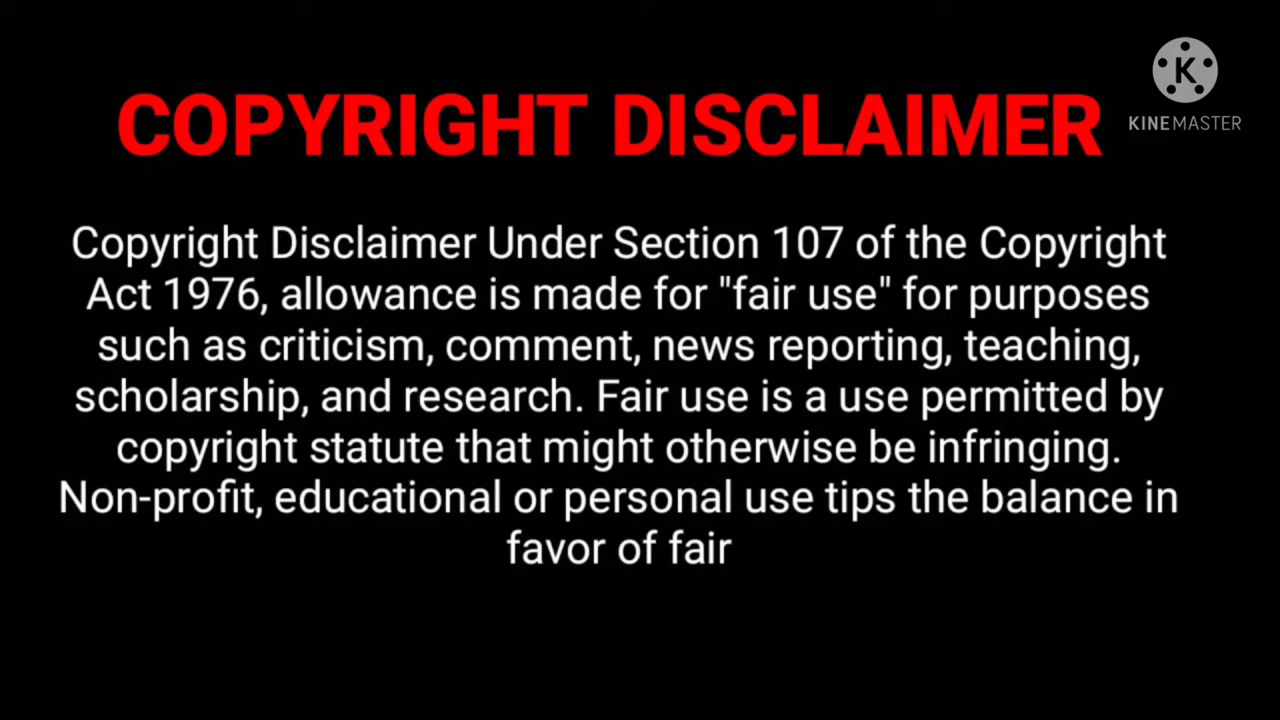 COPYRIGHT DISCLAIMER
K
KINEMASTER
Copyright Disclaimer Under Section 107 of the Copyright
Act 1976, allowance is made for "fair use" for purposes
such as criticism, comment, news reporting, teaching,
scholarship, and research. Fair use is a use permitted by
copyright statute that might otherwise be infringing.
Non-profit, educational or personal use tips the balance in
favor of fair